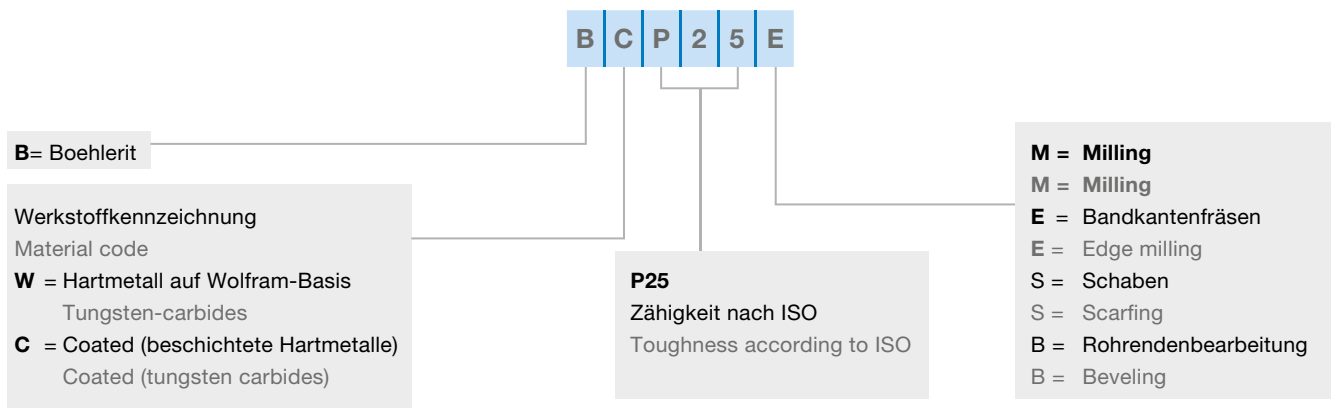 B C P 2 5 E
B= Boehlerit
Werkstoffkennzeichnung
Material code
W = Hartmetall auf Wolfram-Basis
Tungsten-carbides
C = Coated (beschichtete Hartmetalle)
Coated (tungsten carbides)
P25
Zähigkeit nach ISO
Toughness according to ISO
M = Milling
M = Milling
E = Bandkantenfräsen
E = Edge milling
S = Schaben
S = Scarfing
B = Rohrendenbearbeitung
B = Beveling